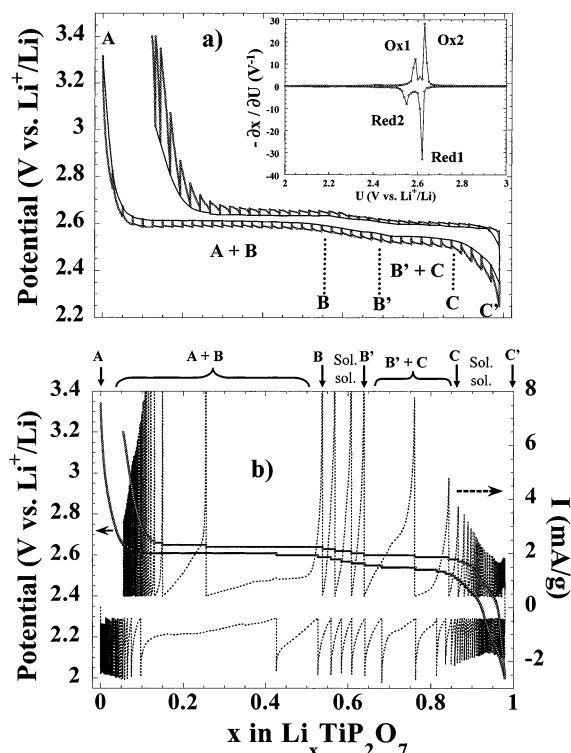 a)
A
Potential (V vs. Li+/Li)
3.4
3.2
3
2.8
2.6
2.4
2.2
A + B
B
B'
B' + C
C
C'
Ox1
Ox2
Red2
Red1
- ∂x / ∂U (V-1)
30
20
10
0
-10
-20
-30
-40
2
2.2
2.4
2.6
2.8
3
U (V vs. Li+/Li)
A
A + B
B
Sol. sol.
B'
B' + C
C
Sol. sol.
C'
b)
Potential (V vs. Li+/Li)
3.4
3.2
3
2.8
2.6
2.4
2.2
2
I (mA/g)
8
6
4
2
0
-2
0
0.2
0.4
0.6
0.8
1
x in LixTiP2O7